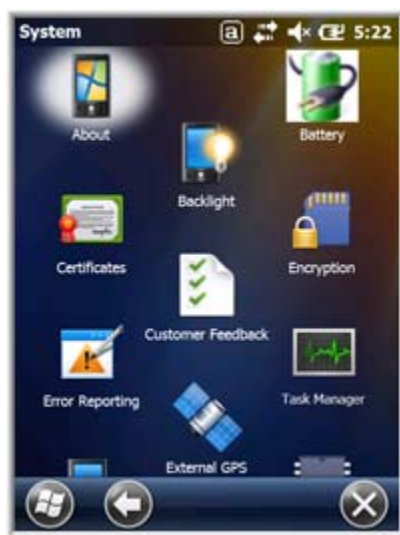 System a 5:22
About
Battery
Backlight
Certificates
Encryption
Customer Feedback
Error Reporting
Task Manager
External GPS